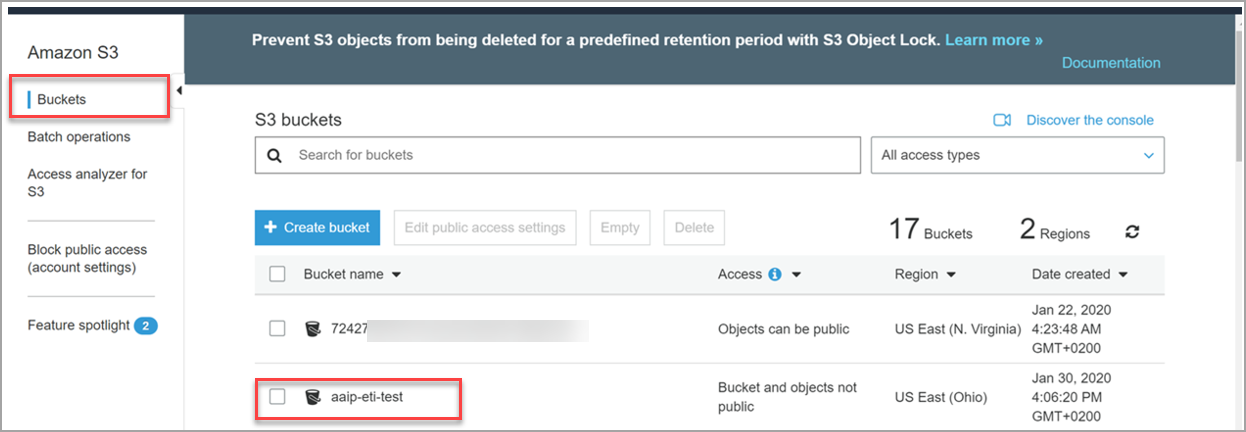 Amazon S3
Buckets
Batch operations
Access analyzer for
S3
Block public access
(account settings)
Feature spotlight 2
Prevent S3 objects from being deleted for a predefined retention period with S3 Object Lock. Learn more »
Documentation
S3 buckets
Discover the console
Search for buckets
All access types
Create bucket
Edit public access settings
Empty
Delete
17 Buckets
2 Regions
Bucket name
Access
Region
Date created
72427
Objects can be public
US East (N. Virginia)
Jan 22, 2020
4:23:48 AM
GMT+0200
aaip-eti-test
Bucket and objects not
public
US East (Ohio)
Jan 30, 2020
4:06:20 PM
GMT+0200